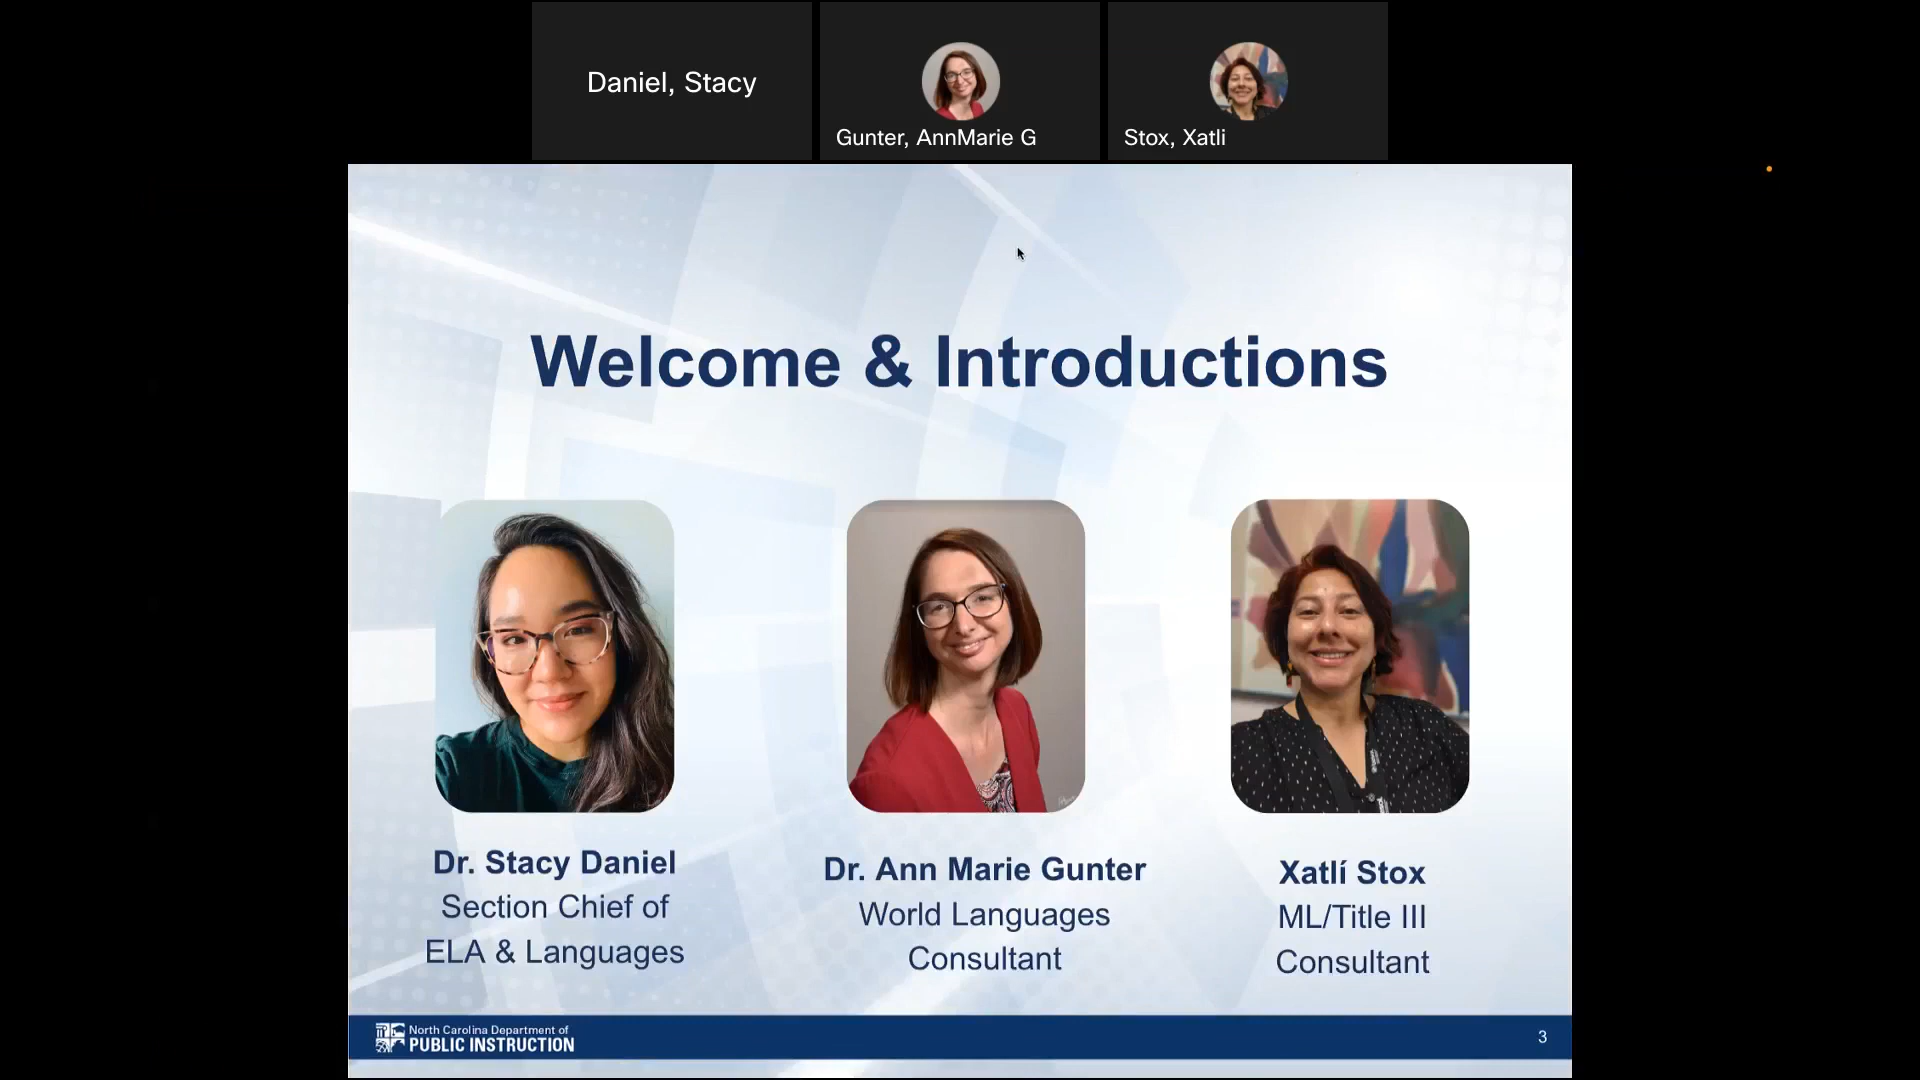 Daniel, Stacy
Gunter, AnnMarie G
Stox, Xatli
Welcome & Introductions
Dr. Stacy Daniel
Section Chief of
ELA & Languages
Dr. Ann Marie Gunter
World Languages
Consultant
Xatlí Stox
ML/Title III
Consultant
North Carolina Department of
PUBLIC INSTRUCTION
3